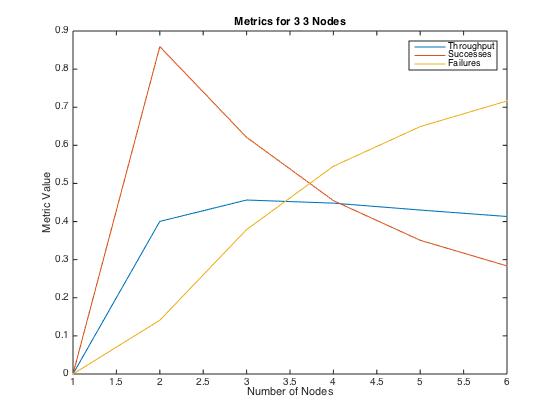 Metrics for 3 3 Nodes
Throughput
Successes
Failures
Metric Value
0.9
0.8
0.7
0.6
0.5
0.4
0.3
0.2
0.1
0
1 1.5 2 2.5 3 3.5 4 4.5 5 5.5 6
Number of Nodes